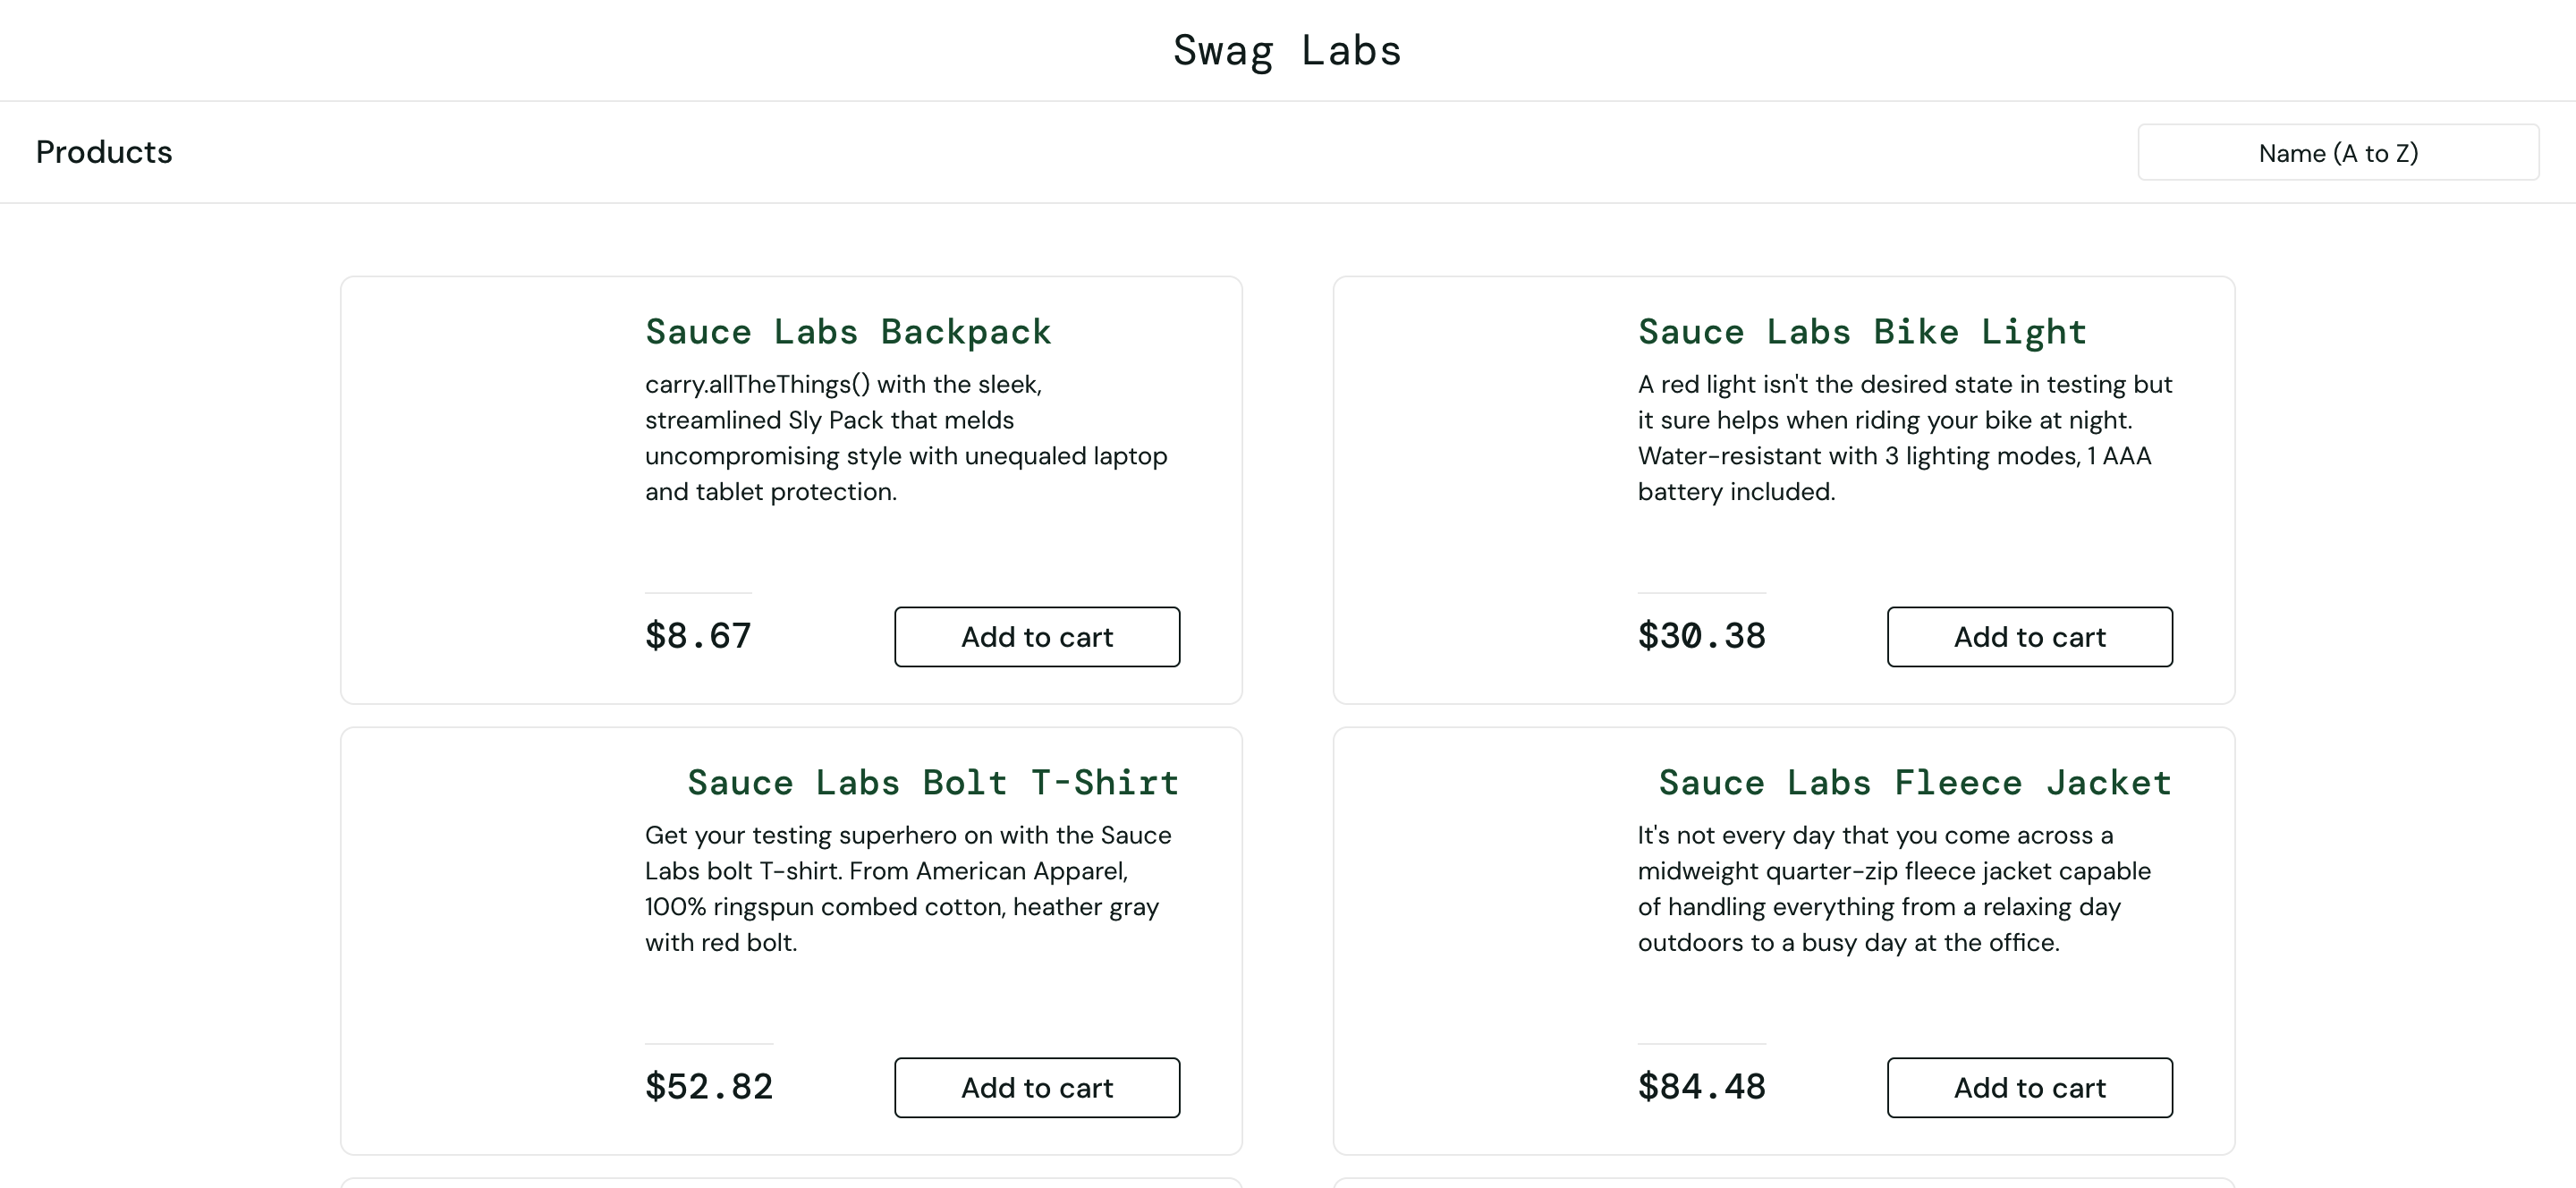 Swag Labs
Products
Name (A to Z)
Sauce Labs Backpack
carry.allTheThings() with the sleek,
streamlined Sly Pack that melds
uncompromising style with unequaled laptop
and tablet protection.
$8.67
Add to cart
Sauce Labs Bike Light
A red light isn't the desired state in testing but
it sure helps when riding your bike at night.
Water-resistant with 3 lighting modes, 1 AAA
battery included.
$30.38
Add to cart
Sauce Labs Bolt T-Shirt
Get your testing superhero on with the Sauce
Labs bolt T-shirt. From American Apparel,
100% ringspun combed cotton, heather gray
with red bolt.
$52.82
Add to cart
Sauce Labs Fleece Jacket
It's not every day that you come across a
midweight quarter-zip fleece jacket capable
of handling everything from a relaxing day
outdoors to a busy day at the office.
$84.48
Add to cart